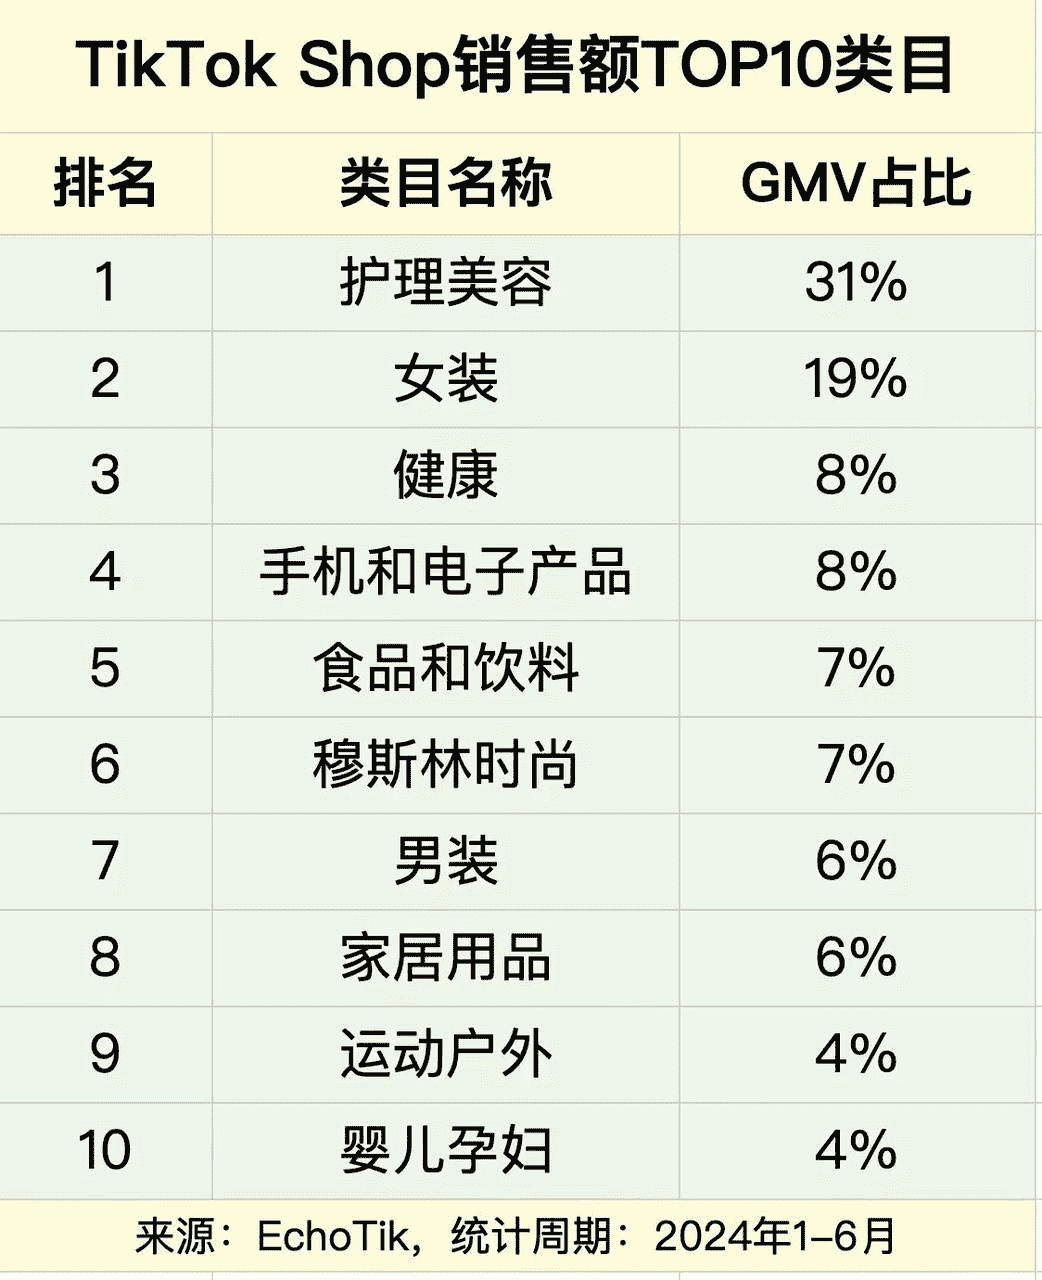 TikTok Shop销售额TOP10类目
排名 类目名称 GMV占比
1 护理美容 31%
2 女装 19%
3 健康 8%
4 手机和电子产品 8%
5 食品和饮料 7%
6 穆斯林时尚 7%
7 男装 6%
8 家居用品 6%
9 运动户外 4%
10 婴儿孕妇 4%
来源：EchoTik，统计周期：2024年1–6月